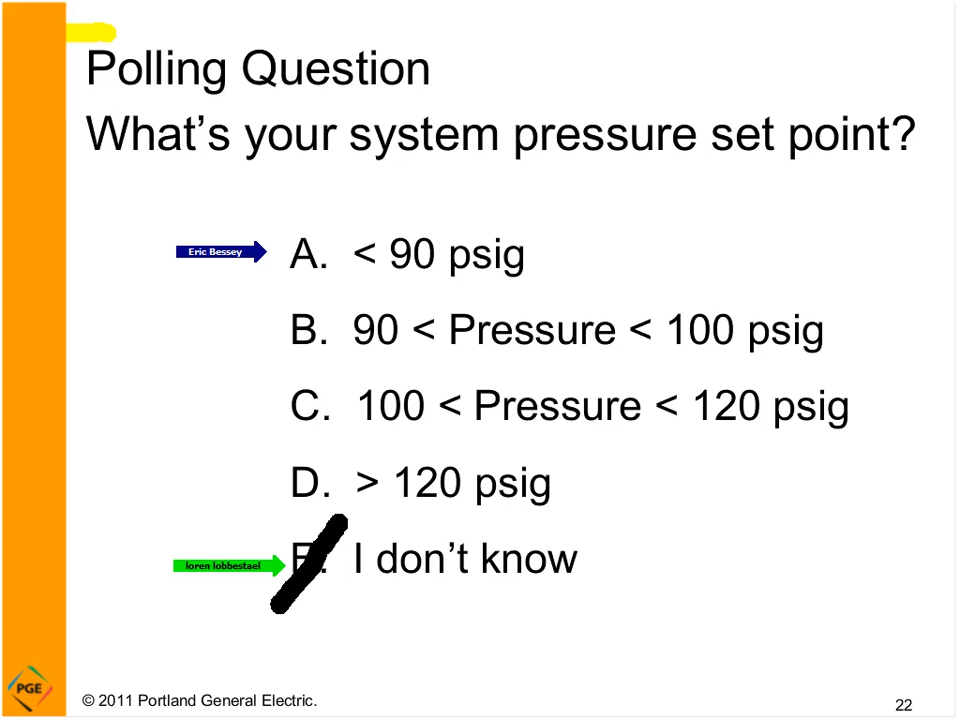 Polling Question
What's your system pressure set point?
Eric Bessey
A. < 90 psig
B. 90 < Pressure < 100 psig
C. 100 < Pressure < 120 psig
D. > 120 psig
loren lobbestael
E. I don't know
PGE
© 2011 Portland General Electric.
22